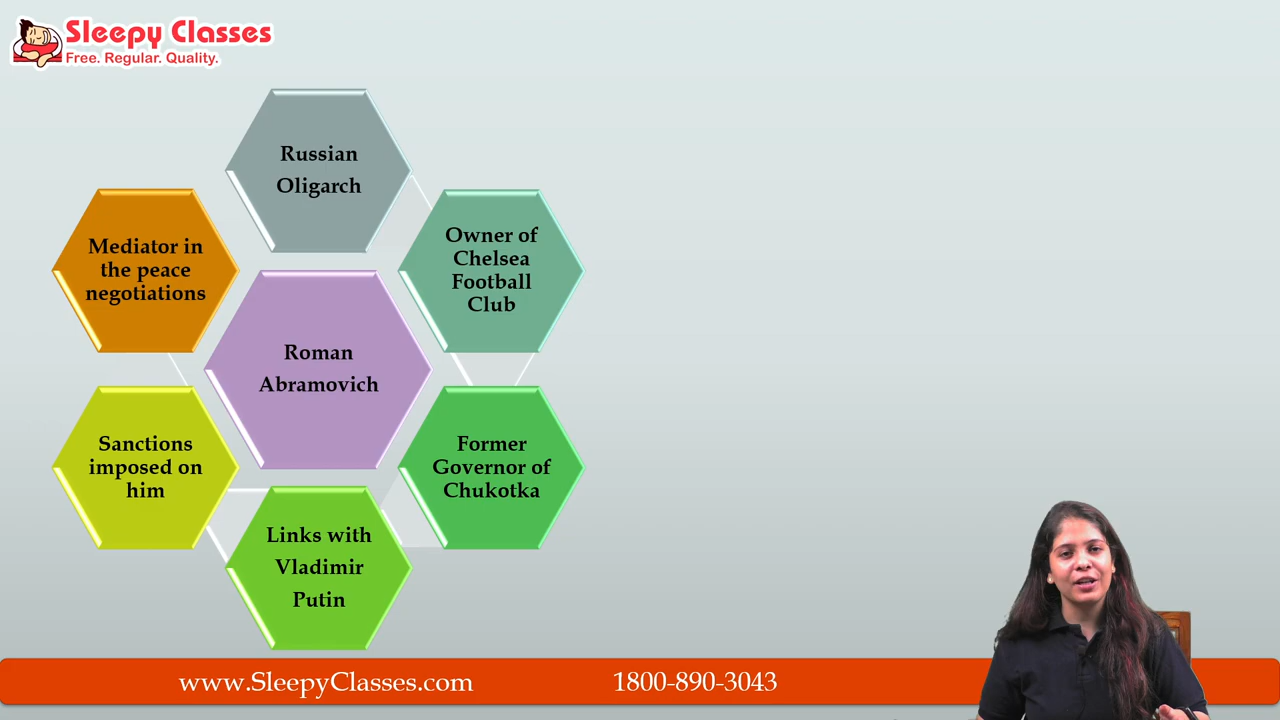 Sleepy Classes
Free. Regular. Quality.
Russian
Oligarch
Owner of
Chelsea
Football
Club
Mediator in
the peace
negotiations
Roman
Abramovich
Former
Governor of
Chukotka
Sanctions
imposed on
him
Links with
Vladimir
Putin
www.SleepyClasses.com
1800-890-3043